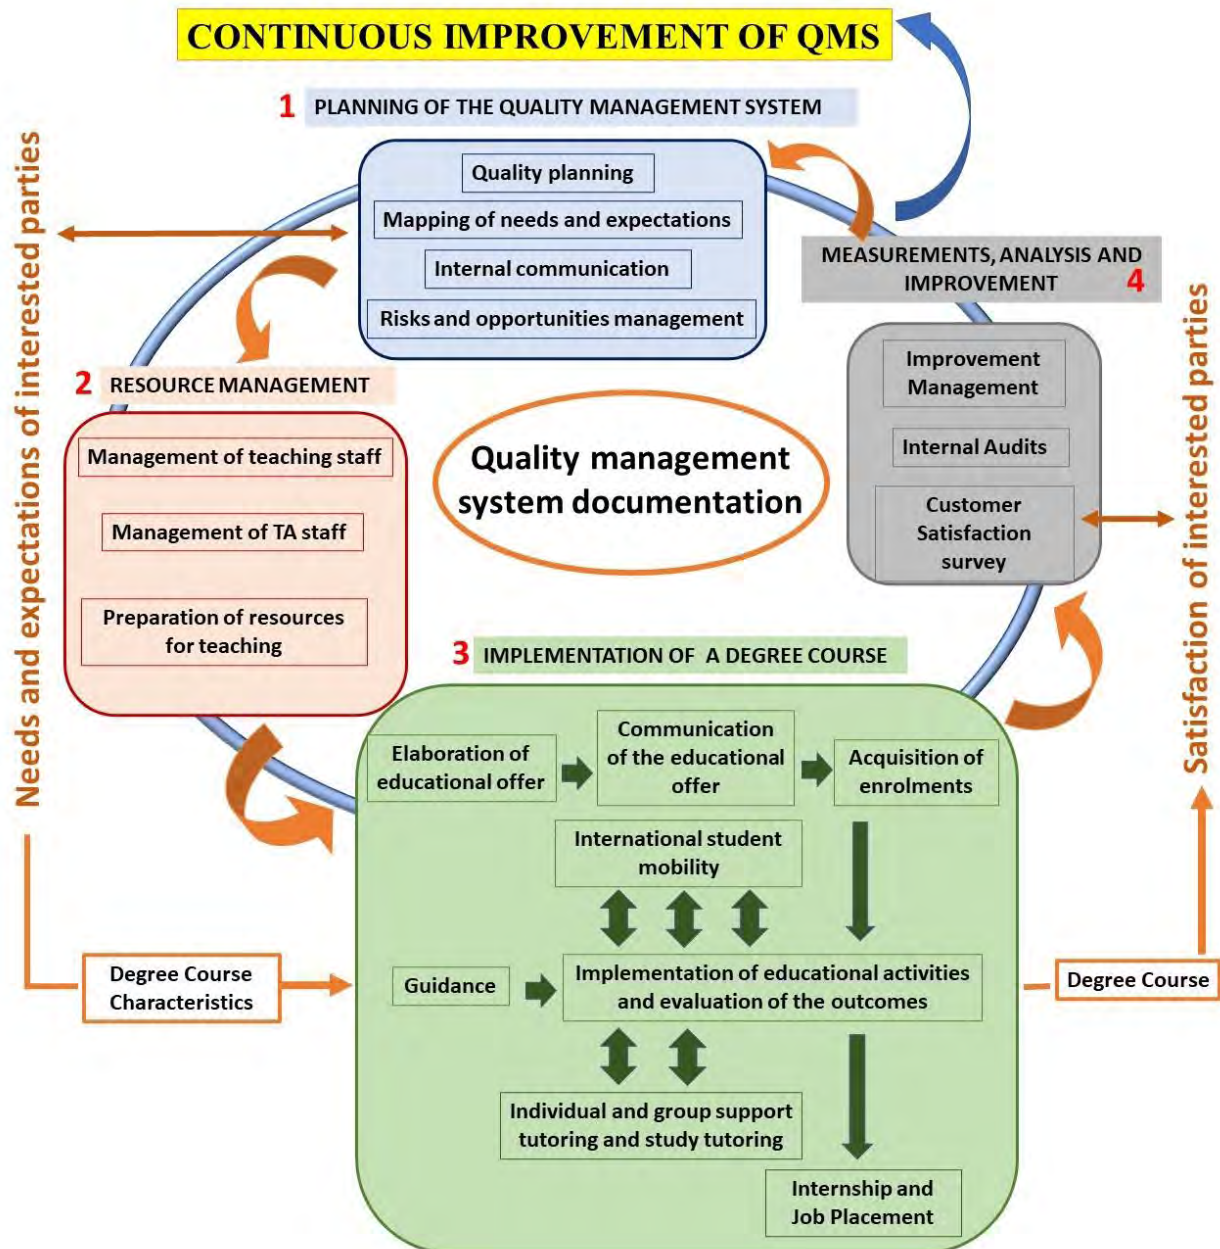 CONTINUOUS IMPROVEMENT OF QMS
1 PLANNING OF THE QUALITY MANAGEMENT SYSTEM
Quality planning
Mapping of needs and expectations
Internal communication
Risks and opportunities management
Needs and expectations of interested parties
MEASUREMENTS, ANALYSIS AND
IMPROVEMENT 4
Improvement
Management
Internal Audits
Customer
Satisfaction
survey
Satisfaction of interested parties
2 RESOURCE MANAGEMENT
Management of teaching staff
Management of TA staff
Preparation of resources
for teaching
Quality management
system documentation
3 IMPLEMENTATION OF A DEGREE COURSE
Elaboration of
educational offer
Communication
of the educational
offer
Acquisition of
enrolments
International student
mobility
Degree Course
Characteristics
Guidance
Implementation of educational activities
and evaluation of the outcomes
Degree Course
Individual and group support
tutoring and study tutoring
Internship and
Job Placement